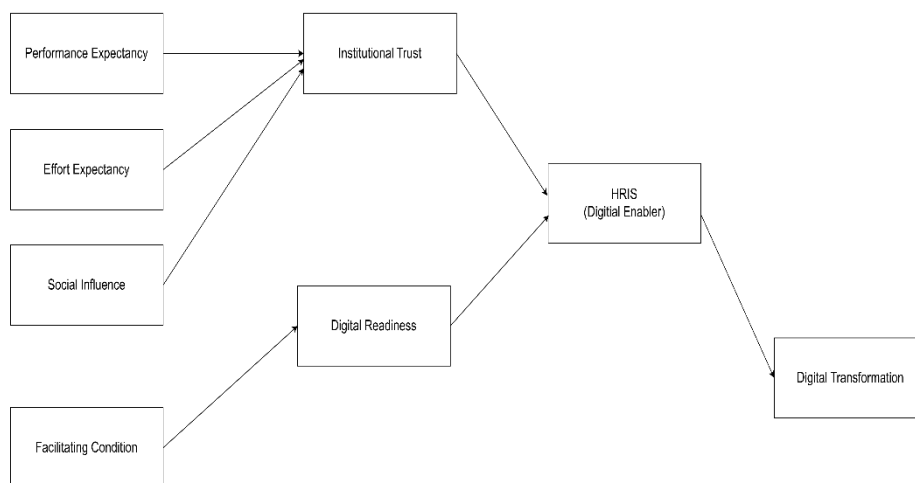 Performance Expectancy
Institutional Trust
Effort Expectancy
HRIS
(Digitial Enabler)
Social Influence
Digital Readiness
Digital Transformation
Facilitating Condition